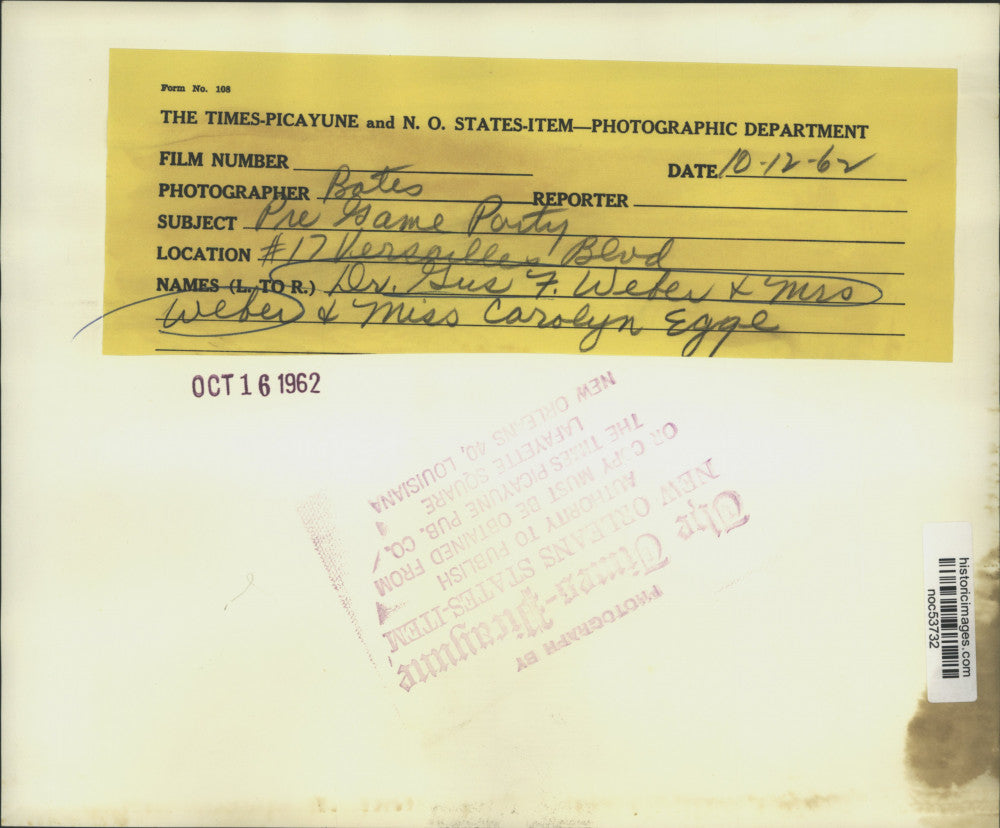 Form No. 108
THE TIMES-PICAYUNE and N. O. STATES-ITEM—PHOTOGRAPHIC DEPARTMENT
FILM NUMBER
DATE 10-12-62
PHOTOGRAPHER Bates
REPORTER
SUBJECT Pre Game Party
LOCATION #17 Versailles Blvd
NAMES (L. TO R.) Dr. Gus F. Weber & Mrs
Weber & Miss Carolyn Egge
OCT 16 1962
PHOTOGRAPH BY
The Times-Picayune
NEW ORLEANS STATES-ITEM
AUTHORITY TO PUBLISH
OR COPY MUST BE OBTAINED FROM
THE TIMES PICAYUNE PUB. CO.
LAFAYETTE SQUARE
NEW ORLEANS 40, LOUISIANA
historicimages.com
noc53732